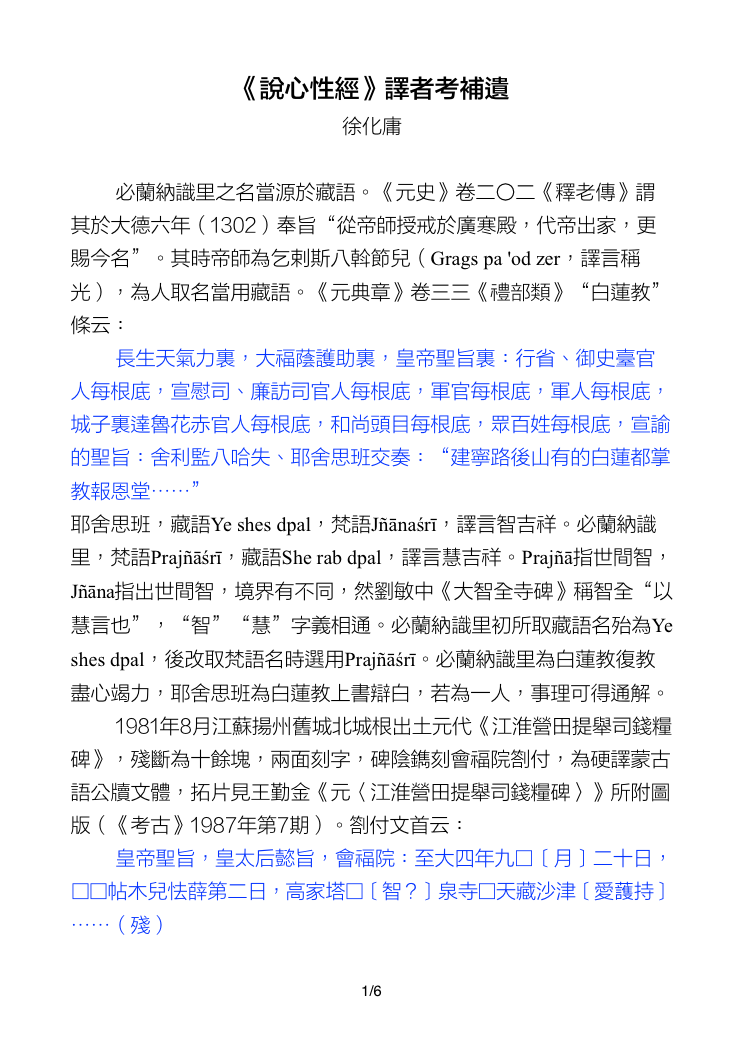 《說心性經》譯者考補遺
徐化庸
必蘭納識里之名當源於藏語。《元史》卷二〇二《釋老傳》謂
其於大德六年（1302）奉旨“從帝師授戒於廣寒殿，代帝出家，更
賜今名”。其時帝師為乞剌斯八斡節兒（Grags pa 'od zer，譯言稱
光），為人取名當用藏語。《元典章》卷三三《禮部類》“白蓮教”
條云：
長生天氣力裏，大福蔭護助裏，皇帝聖旨裏：行省、御史臺官
人每根底，宣慰司、廉訪司官人每根底，軍官每根底，軍人每根底，
城子裏達魯花赤官人每根底，和尚頭目每根底，眾百姓每根底，宣諭
的聖旨：舍利監八哈失、耶舍思班交奏：“建寧路後山有的白蓮都掌
教報恩堂⋯⋯”
耶舍思班，藏語Ye shes dpal，梵語Jñānaśrī，譯言智吉祥。必蘭納識
里，梵語Prajñāśrī，藏語She rab dpal，譯言慧吉祥。Prajñā指世間智，
Jñāna指出世間智，境界有不同，然劉敏中《大智全寺碑》稱智全“以
慧言也”，“智”“慧”字義相通。必蘭納識里初所取藏語名殆為Ye
shes dpal，後改取梵語名時選用Prajñāśrī。必蘭納識里為白蓮教復教
盡心竭力，耶舍思班為白蓮教上書辯白，若為一人，事理可得通解。
1981年8月江蘇揚州舊城北城根出土元代《江淮營田提舉司錢糧
碑》，殘斷為十餘塊，兩面刻字，碑陰鐫刻會福院劄付，為硬譯蒙古
語公牘文體，拓片見王勤金《元〈江淮營田提舉司錢糧碑〉》所附圖
版（《考古》1987年第7期）。劄付文首云：
皇帝聖旨，皇太后懿旨，會福院：至大四年九□〔月〕二十日，
□□帖木兒怯薛第二日，高家塔□〔智？〕泉寺□天藏沙津〔愛護持〕
⋯⋯（殘）
1/6